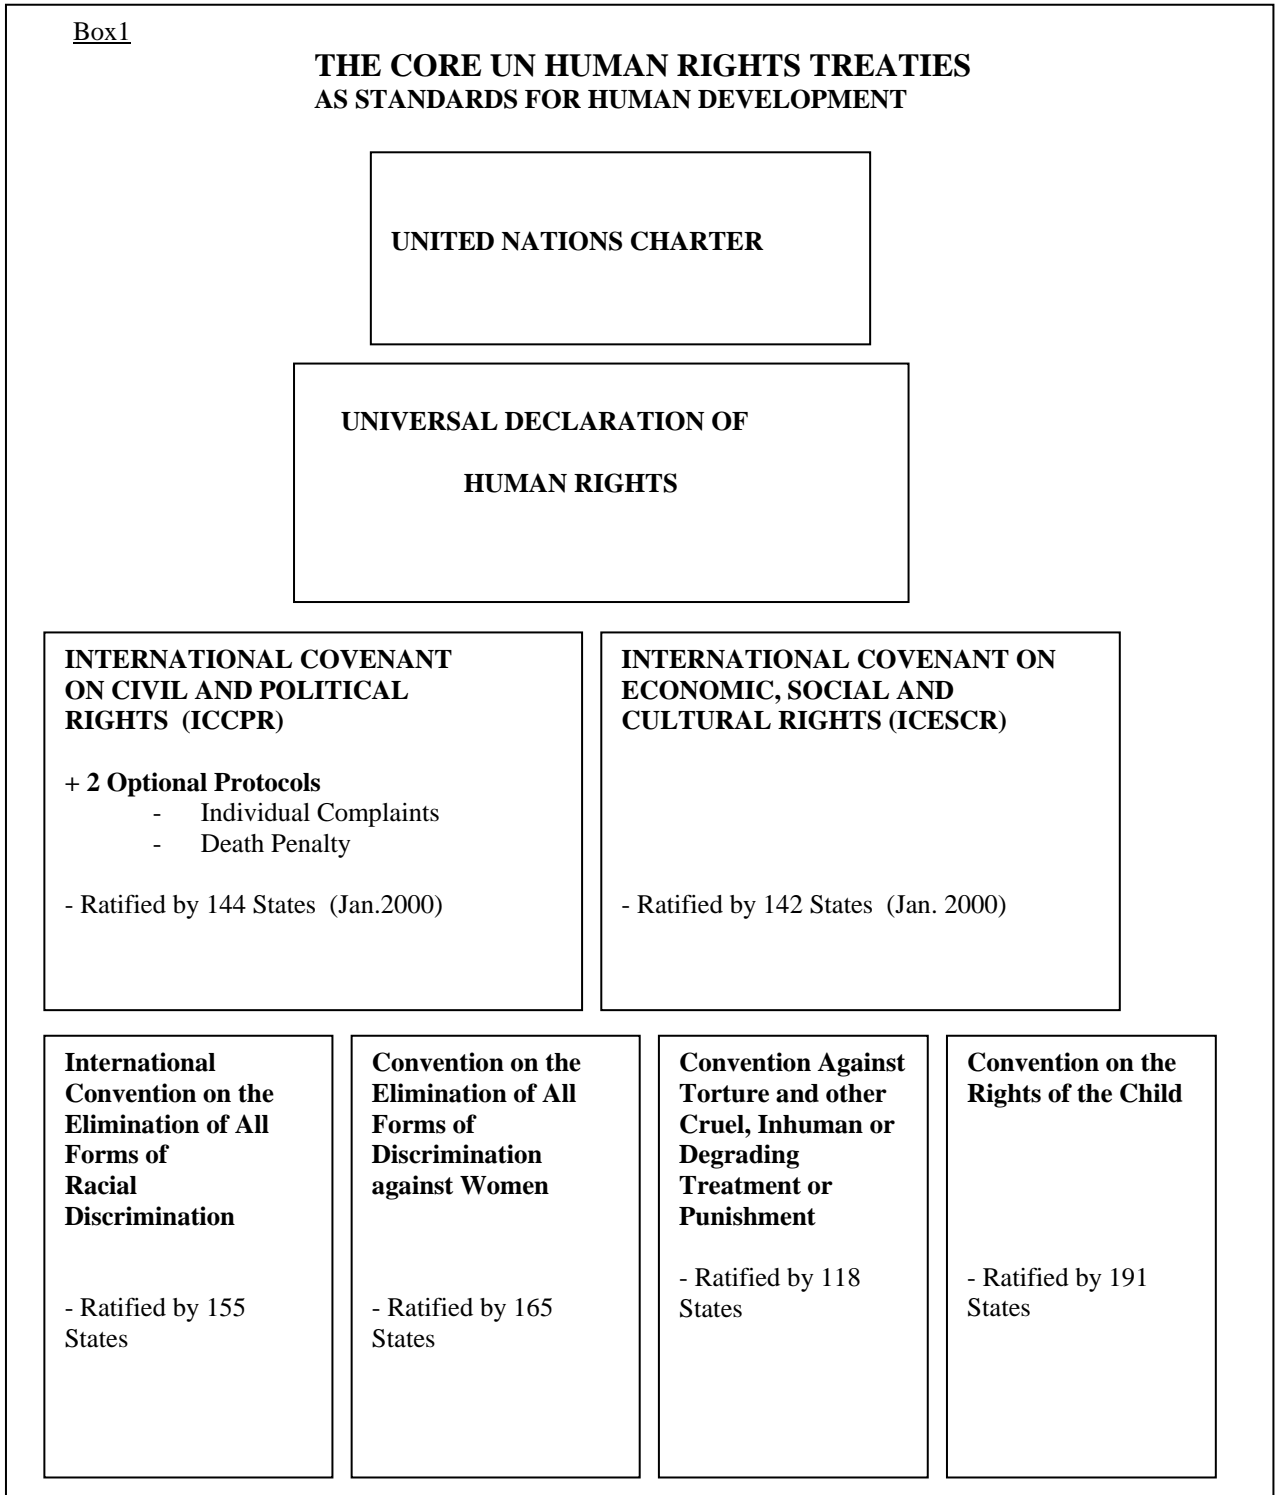 Box1
THE CORE UN HUMAN RIGHTS TREATIES
AS STANDARDS FOR HUMAN DEVELOPMENT
UNITED NATIONS CHARTER
UNIVERSAL DECLARATION OF
HUMAN RIGHTS
INTERNATIONAL COVENANT
ON CIVIL AND POLITICAL
RIGHTS (ICCPR)
+ 2 Optional Protocols
- Individual Complaints
- Death Penalty
- Ratified by 144 States (Jan.2000)
INTERNATIONAL COVENANT ON
ECONOMIC, SOCIAL AND
CULTURAL RIGHTS (ICESCR)
- Ratified by 142 States (Jan. 2000)
International
Convention on the
Elimination of All
Forms of
Racial
Discrimination
- Ratified by 155
States
Convention on the
Elimination of All
Forms of
Discrimination
against Women
- Ratified by 165
States
Convention Against
Torture and other
Cruel, Inhuman or
Degrading
Treatment or
Punishment
- Ratified by 118
States
Convention on the
Rights of the Child
- Ratified by 191
States